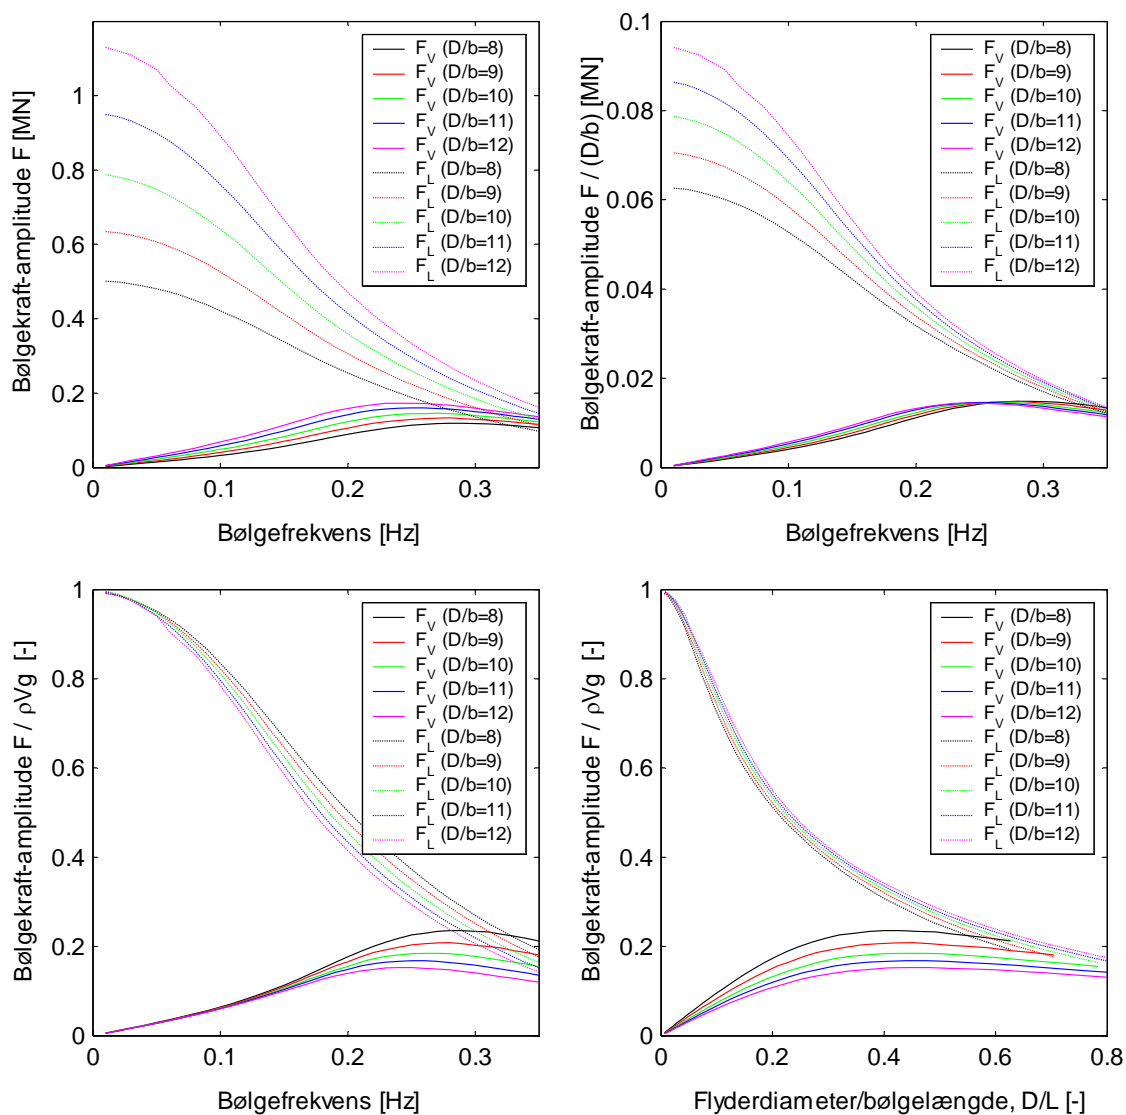 Bølgekraft-amplitude F [MN]
1
0.8
0.6
0.4
0.2
0
0 0.1 0.2 0.3
Bølgefrekvens [Hz]
F_V (D/b=8)
F_V (D/b=9)
F_V (D/b=10)
F_V (D/b=11)
F_V (D/b=12)
F_L (D/b=8)
F_L (D/b=9)
F_L (D/b=10)
F_L (D/b=11)
F_L (D/b=12)
Bølgekraft-amplitude F / (D/b) [MN]
0.1
0.08
0.06
0.04
0.02
0
0 0.1 0.2 0.3
Bølgefrekvens [Hz]
F_V (D/b=8)
F_V (D/b=9)
F_V (D/b=10)
F_V (D/b=11)
F_V (D/b=12)
F_L (D/b=8)
F_L (D/b=9)
F_L (D/b=10)
F_L (D/b=11)
F_L (D/b=12)
Bølgekraft-amplitude F / ρVg [-]
1
0.8
0.6
0.4
0.2
0
0 0.1 0.2 0.3
Bølgefrekvens [Hz]
F_V (D/b=8)
F_V (D/b=9)
F_V (D/b=10)
F_V (D/b=11)
F_V (D/b=12)
F_L (D/b=8)
F_L (D/b=9)
F_L (D/b=10)
F_L (D/b=11)
F_L (D/b=12)
Bølgekraft-amplitude F / ρVg [-]
1
0.8
0.6
0.4
0.2
0
0 0.2 0.4 0.6 0.8
Flyderdiameter/bølgelængde, D/L [-]
F_V (D/b=8)
F_V (D/b=9)
F_V (D/b=10)
F_V (D/b=11)
F_V (D/b=12)
F_L (D/b=8)
F_L (D/b=9)
F_L (D/b=10)
F_L (D/b=11)
F_L (D/b=12)